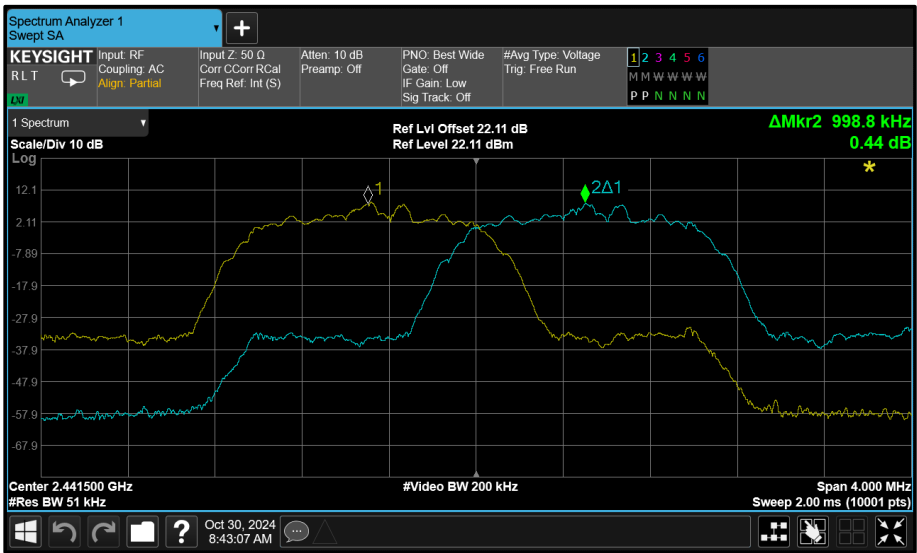 Spectrum Analyzer 1
Swept SA
+
KEYSIGHT
RLT
LXI
Input: RF
Coupling: AC
Align: Partial
Input Z: 50 Ω
Corr CCorr RCal
Freq Ref: Int (S)
Atten: 10 dB
Preamp: Off
PNO: Best Wide
Gate: Off
IF Gain: Low
Sig Track: Off
#Avg Type: Voltage
Trig: Free Run
1 2 3 4 5 6
M M W W W W
P P N N N N
1 Spectrum
Scale/Div 10 dB
Ref Lvl Offset 22.11 dB
Ref Level 22.11 dBm
ΔMkr2 998.8 kHz
0.44 dB
Log
*
1
2Δ1
12.1
2.11
-7.89
-17.9
-27.9
-37.9
-47.9
-57.9
-67.9
Center 2.441500 GHz
#Video BW 200 kHz
Span 4.000 MHz
#Res BW 51 kHz
Sweep 2.00 ms (10001 pts)
?
Oct 30, 2024
8:43:07 AM